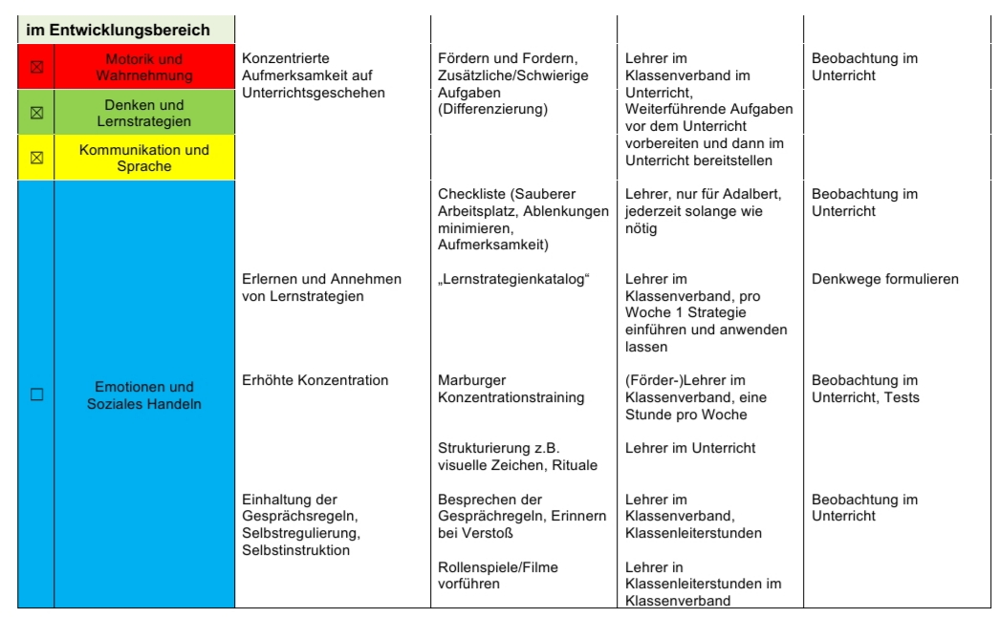 im Entwicklungsbereich
☒
Motorik und
Wahrnehmung
☒
Denken und
Lernstrategien
☒
Kommunikation und
Sprache
☐
Emotionen und
Soziales Handeln
Konzentrierte
Aufmerksamkeit auf
Unterrichtsgeschehen
Fördern und Fordern,
Zusätzliche/Schwierige
Aufgaben
(Differenzierung)
Lehrer im
Klassenverband im
Unterricht,
Weiterführende Aufgaben
vor dem Unterricht
vorbereiten und dann im
Unterricht bereitstellen
Beobachtung im
Unterricht
Checkliste (Sauberer
Arbeitsplatz, Ablenkungen
minimieren,
Aufmerksamkeit)
Lehrer, nur für Adalbert,
jederzeit solange wie
nötig
Beobachtung im
Unterricht
Erlernen und Annehmen
von Lernstrategien
„Lernstrategienkatalog“
Lehrer im
Klassenverband, pro
Woche 1 Strategie
einführen und anwenden
lassen
Denkwege formulieren
Erhöhte Konzentration
Marburger
Konzentrationstraining
(Förder-)Lehrer im
Klassenverband, eine
Stunde pro Woche
Beobachtung im
Unterricht, Tests
Strukturierung z.B.
visuelle Zeichen, Rituale
Lehrer im Unterricht
Einhaltung der
Gesprächsregeln,
Selbstregulierung,
Selbstinstruktion
Besprechen der
Gesprächregeln, Erinnern
bei Verstoß
Lehrer im
Klassenverband,
Klassenleiterstunden
Beobachtung im
Unterricht
Rollenspiele/Filme
vorführen
Lehrer in
Klassenleiterstunden im
Klassenverband